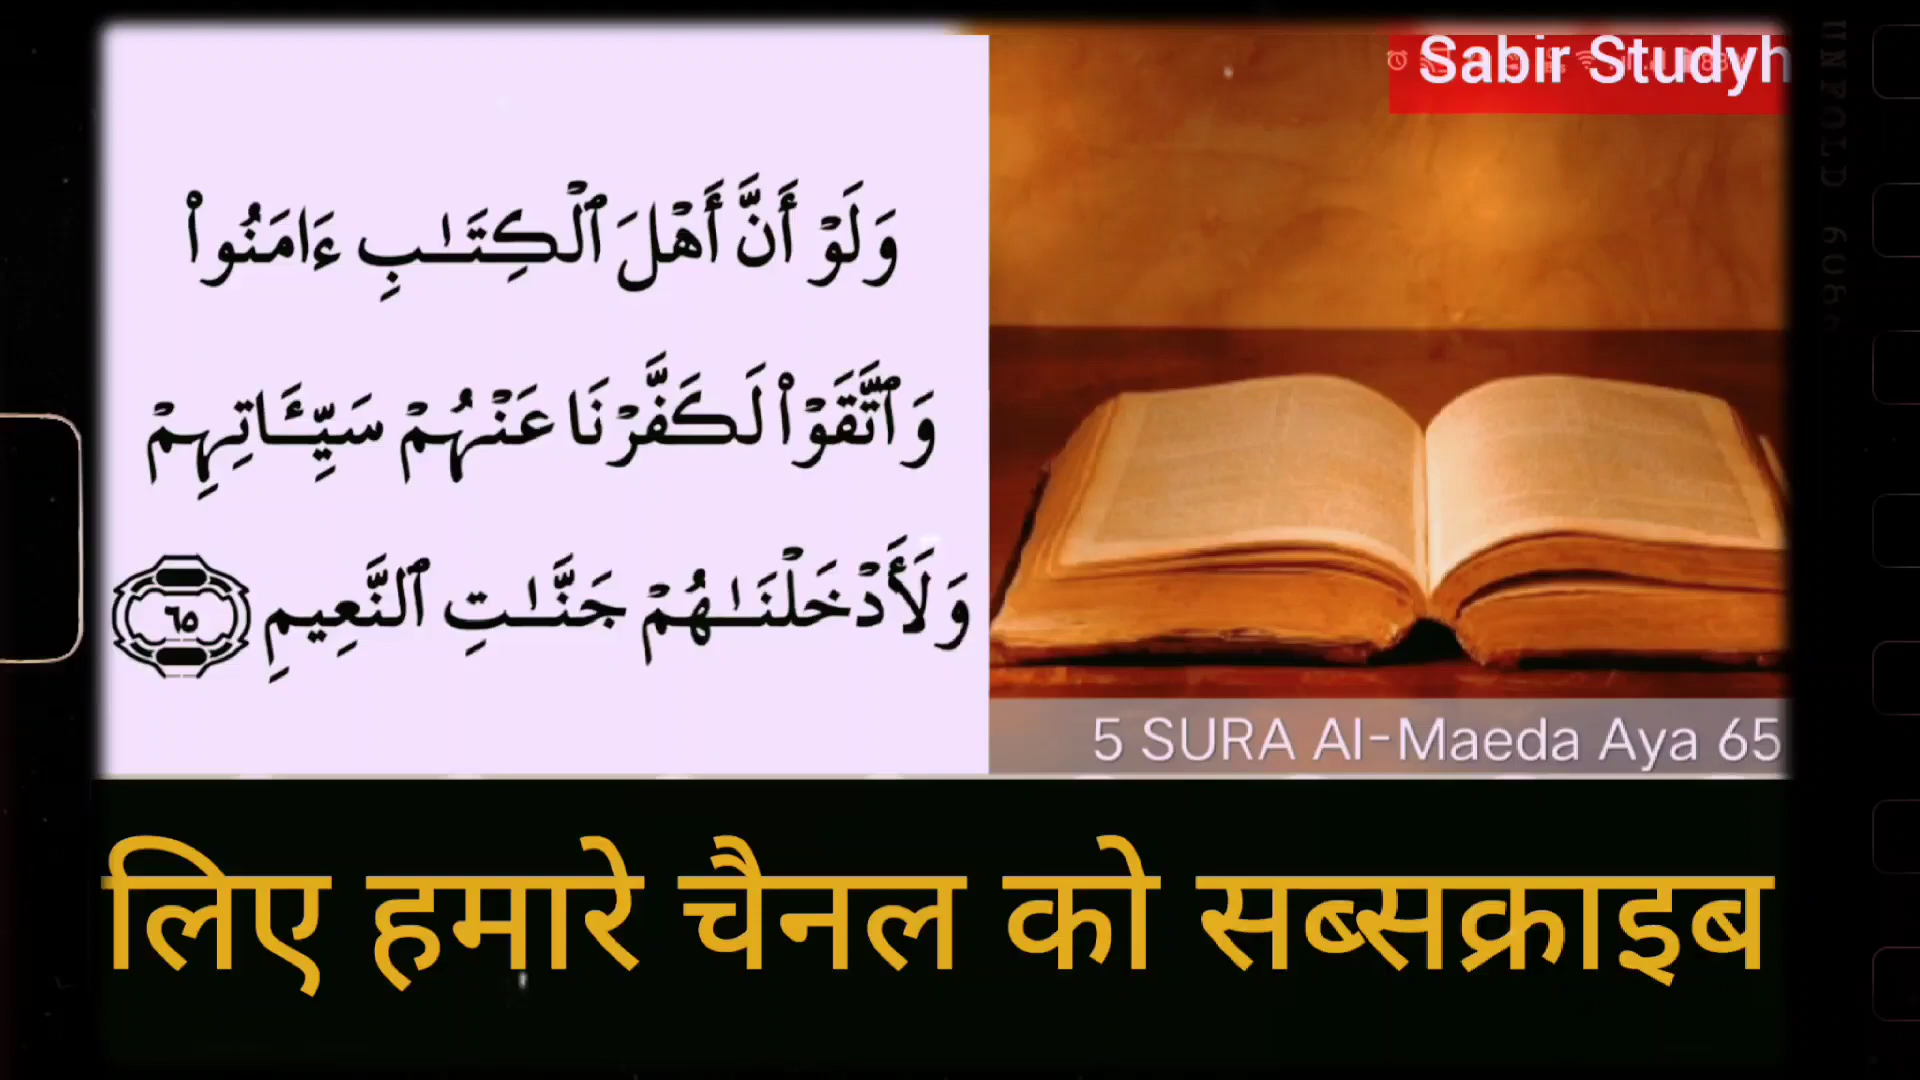 Sabir Studyh
وَلَوْ أَنَّ أَهْلَ ٱلْكِتَـٰبِ ءَامَنُوا۟
وَٱتَّقَوْا۟ لَكَفَّرْنَا عَنْهُمْ سَيِّـَٔاتِهِمْ
وَلَأَدْخَلْنَـٰهُمْ جَنَّـٰتِ ٱلنَّعِيمِ ٦٥
5 SURA Al-Maeda Aya 65
लिए हमारे चैनल को सब्सक्राइब